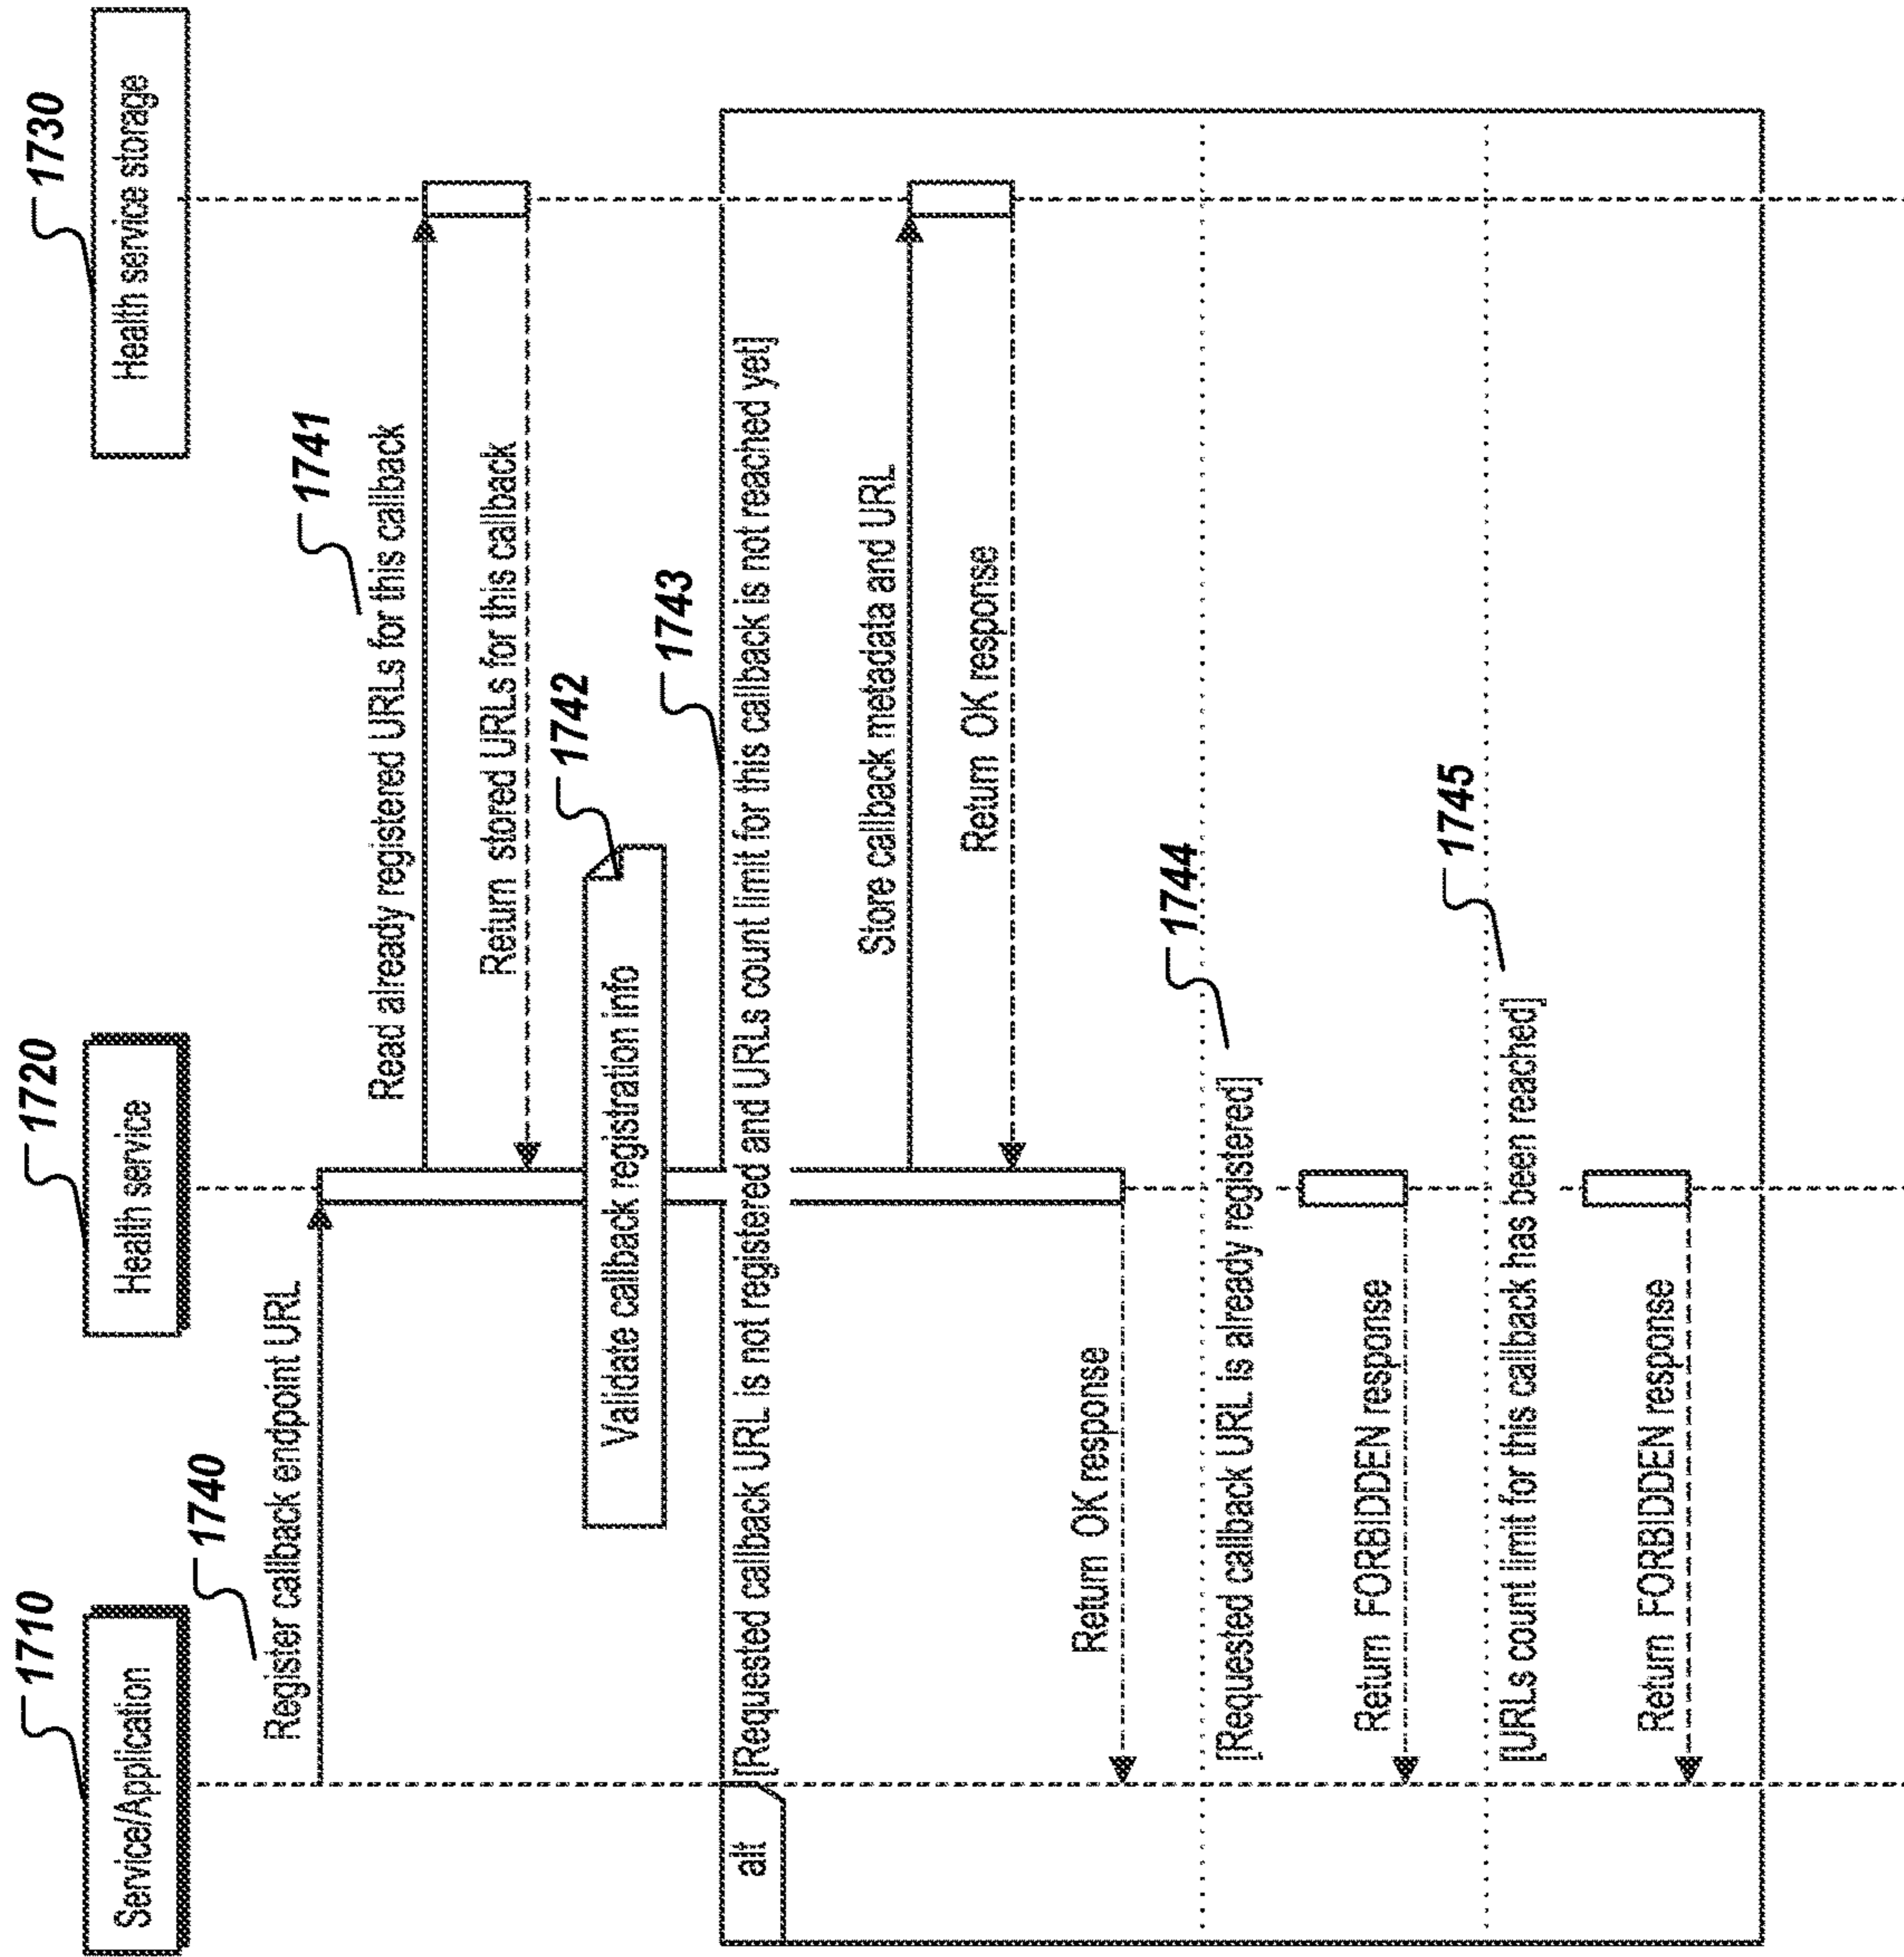 1710
Service/Application
1720
Health service
1730
Health service storage
1740
Register callback endpoint URL
1741
Read already registered URLs for this callback
Return stored URLs for this callback
1742
Validate callback registration info
1743
alt
[Requested callback URL is not registered and URLs count limit for this callback is not reached yet]
Store callback metadata and URL
Return OK response
Return OK response
1744
[Requested callback URL is already registered]
Return FORBIDDEN response
1745
[URLs count limit for this callback has been reached]
Return FORBIDDEN response